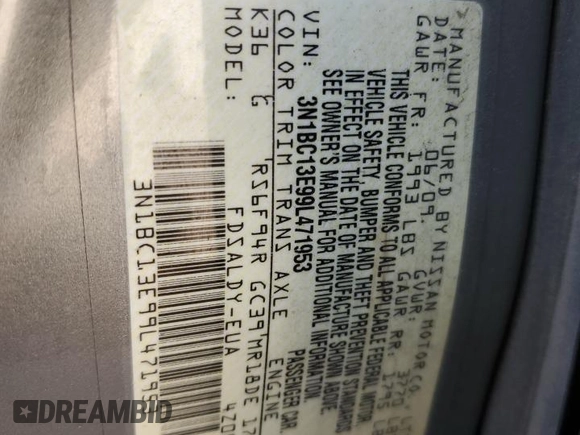 MANUFACTURED BY NISSAN MOTOR CO.
DATE: 06/09
GAWR FR: 1993 LBS GAWR RR: 1795
THIS VEHICLE CONFORMS TO ALL APPLICABLE FEDERAL MOTOR
VEHICLE SAFETY, BUMPER AND THEFT PREVENTION STANDARDS
IN EFFECT ON THE DATE OF MANUFACTURE SHOWN ABOVE.
SEE OWNER'S MANUAL FOR ADDITIONAL INFORMATION.
VIN: 3N1BC13E99L471953 PASSENGER CAR
COLOR TRIM TRANS AXLE ENGINE
K36 G RS6F94R GC39 MR18DE
MODEL: FDSALDY-EUA
3N1BC13E99L47195
DREAMBID